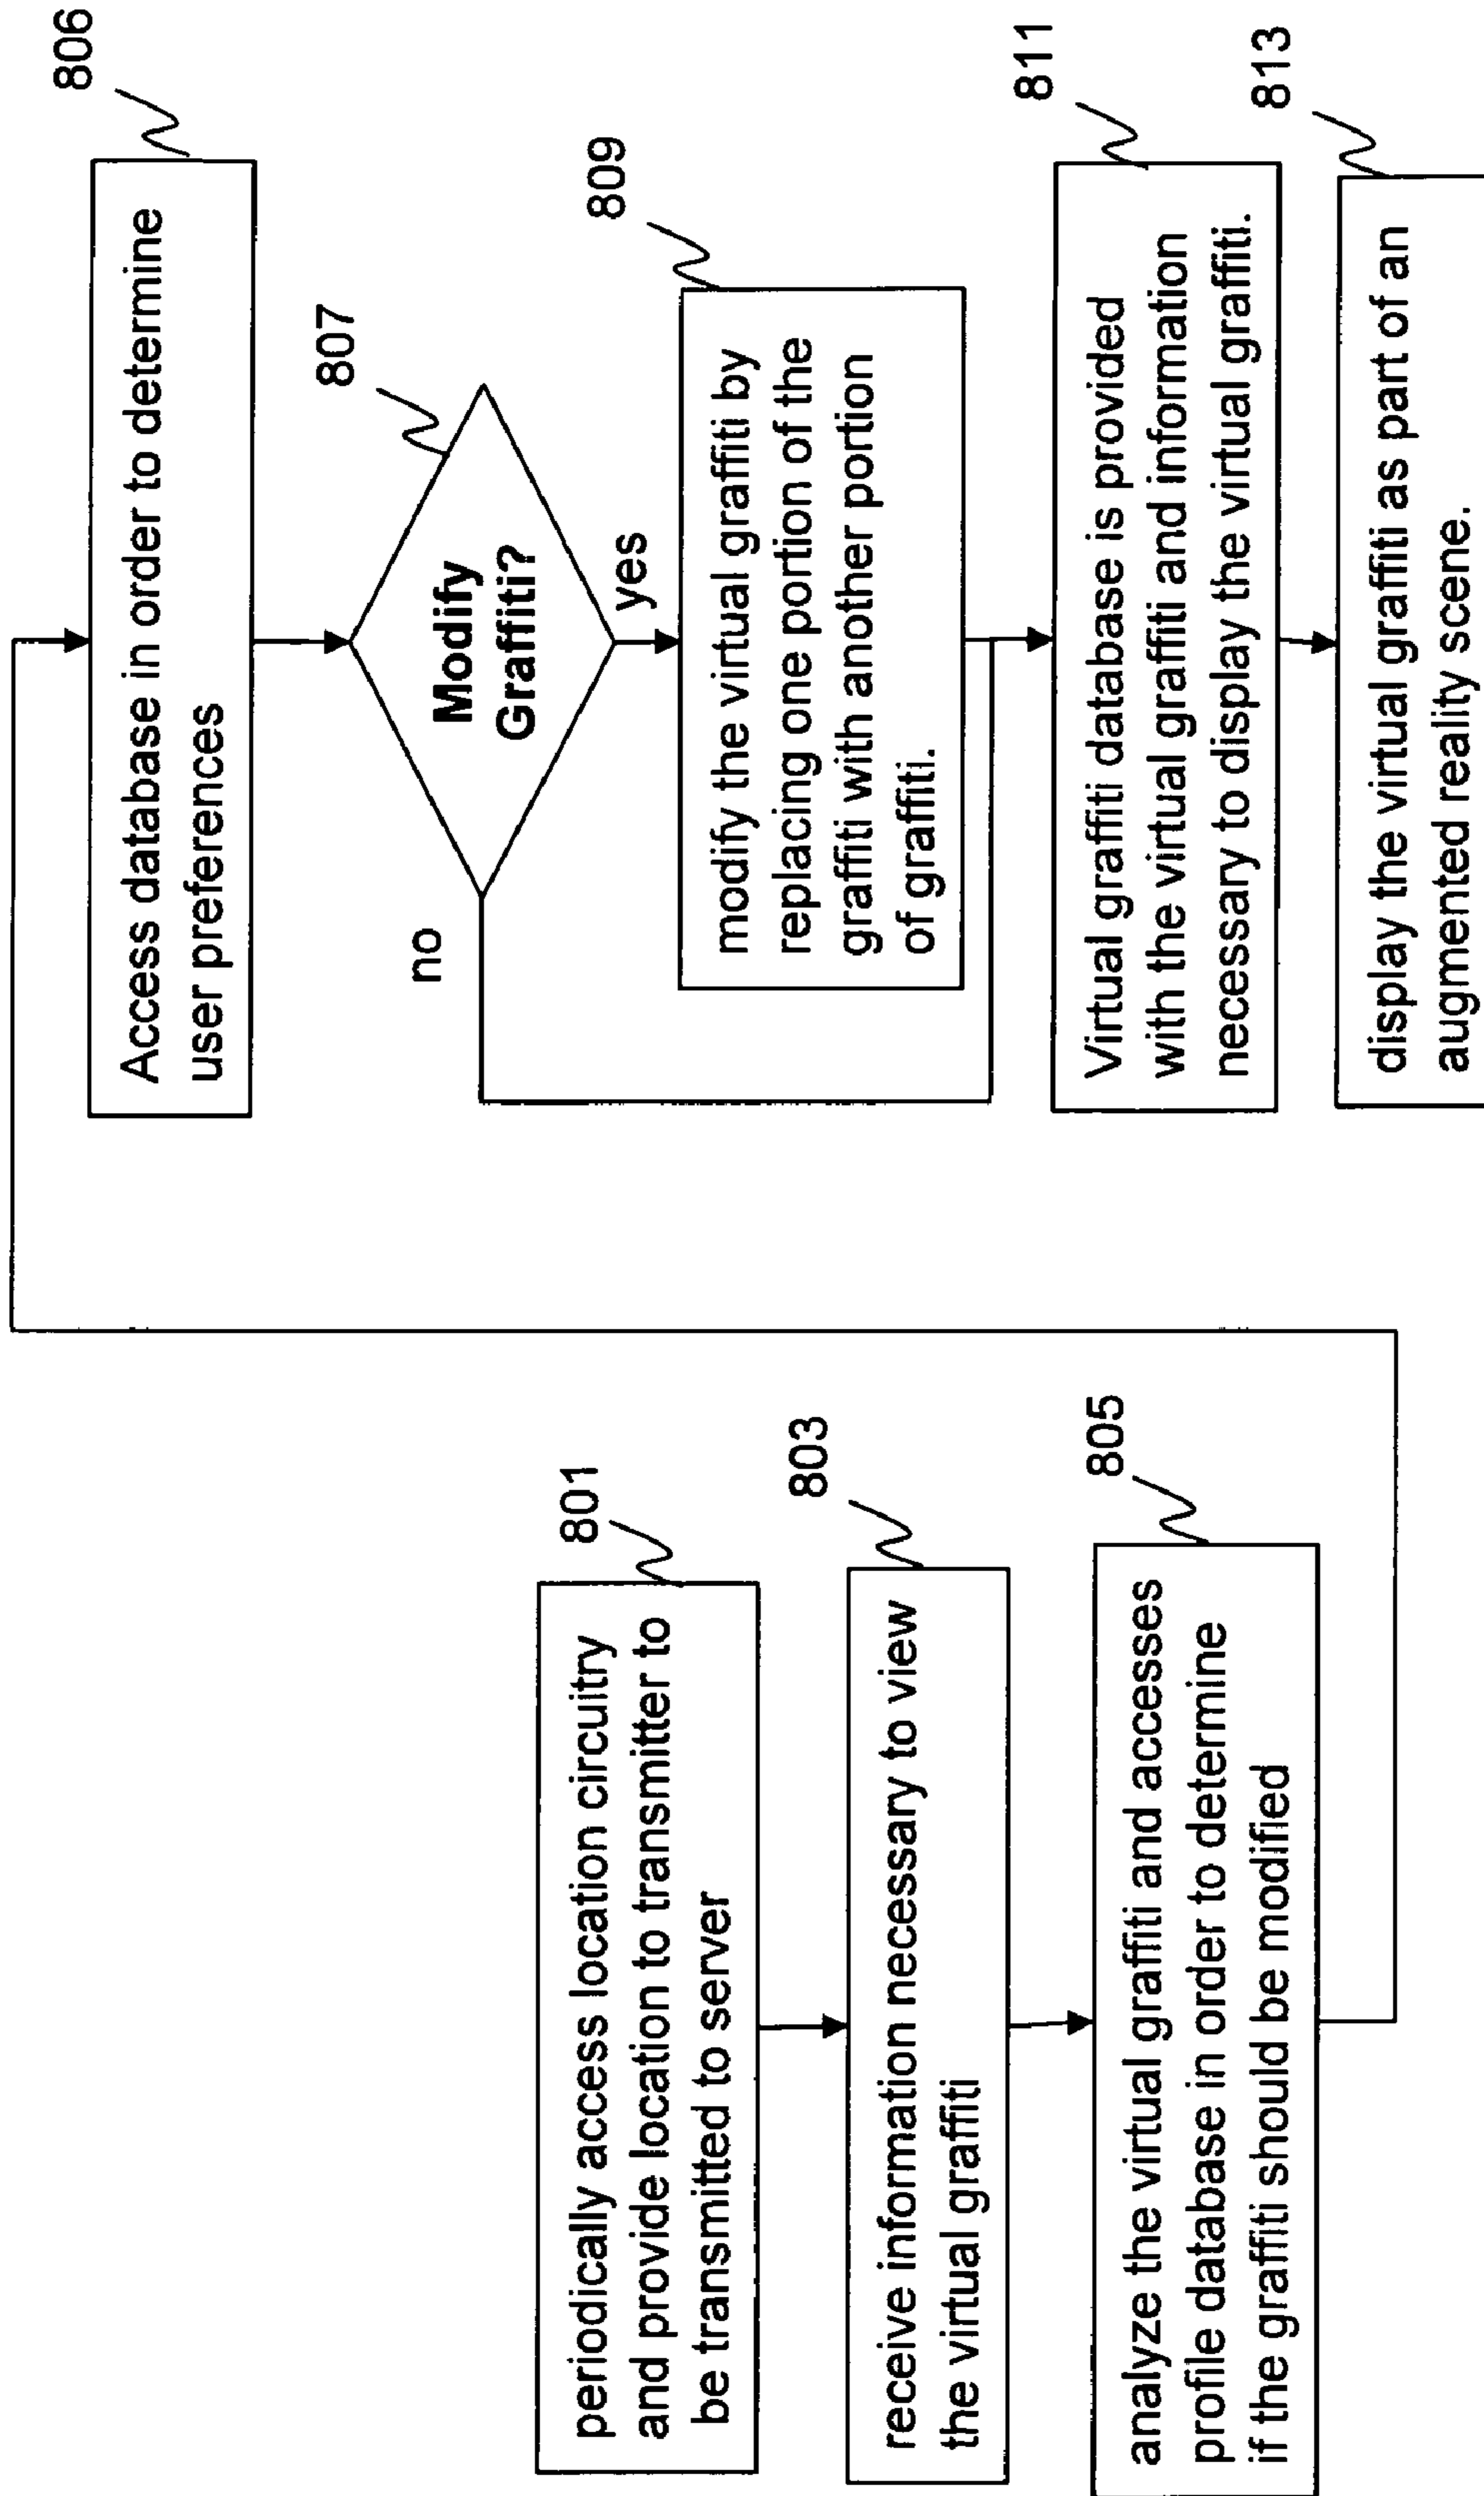 801
periodically access location circuitry
and provide location to transmitter to
be transmitted to server
803
receive information necessary to view
the virtual graffiti
805
analyze the virtual graffiti and accesses
profile database in order to determine
if the graffiti should be modified
806
Access database in order to determine
user preferences
807
Modify
Graffiti?
no
yes
809
modify the virtual graffiti by
replacing one portion of the
graffiti with another portion
of graffiti.
811
Virtual graffiti database is provided
with the virtual graffiti and information
necessary to display the virtual graffiti.
813
display the virtual graffiti as part of an
augmented reality scene.